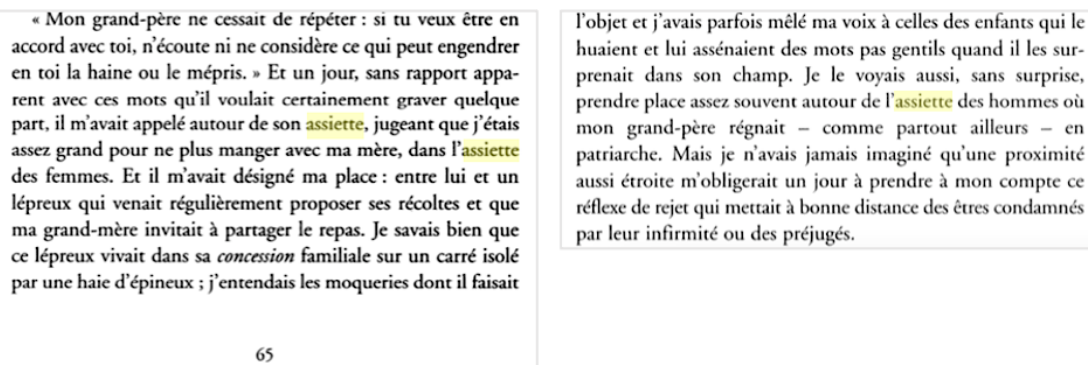 « Mon grand-père ne cessait de répéter : si tu veux être en
accord avec toi, n'écoute ni ne considère ce qui peut engendrer
en toi la haine ou le mépris. » Et un jour, sans rapport appa-
rent avec ces mots qu'il voulait certainement graver quelque
part, il m'avait appelé autour de son assiette, jugeant que j'étais
assez grand pour ne plus manger avec ma mère, dans l'assiette
des femmes. Et il m'avait désigné ma place : entre lui et un
lépreux qui venait régulièrement proposer ses récoltes et que
ma grand-mère invitait à partager le repas. Je savais bien que
ce lépreux vivait dans sa concession familiale sur un carré isolé
par une haie d'épineux ; j'entendais les moqueries dont il faisait
65
l'objet et j'avais parfois mêlé ma voix à celles des enfants qui le
huaient et lui assénaient des mots pas gentils quand il les sur-
prenait dans son champ. Je le voyais aussi, sans surprise,
prendre place assez souvent autour de l'assiette des hommes où
mon grand-père régnait – comme partout ailleurs – en
patriarche. Mais je n'avais jamais imaginé qu'une proximité
aussi étroite m'obligerait un jour à prendre à mon compte ce
réflexe de rejet qui mettait à bonne distance des êtres condamnés
par leur infirmité ou des préjugés.